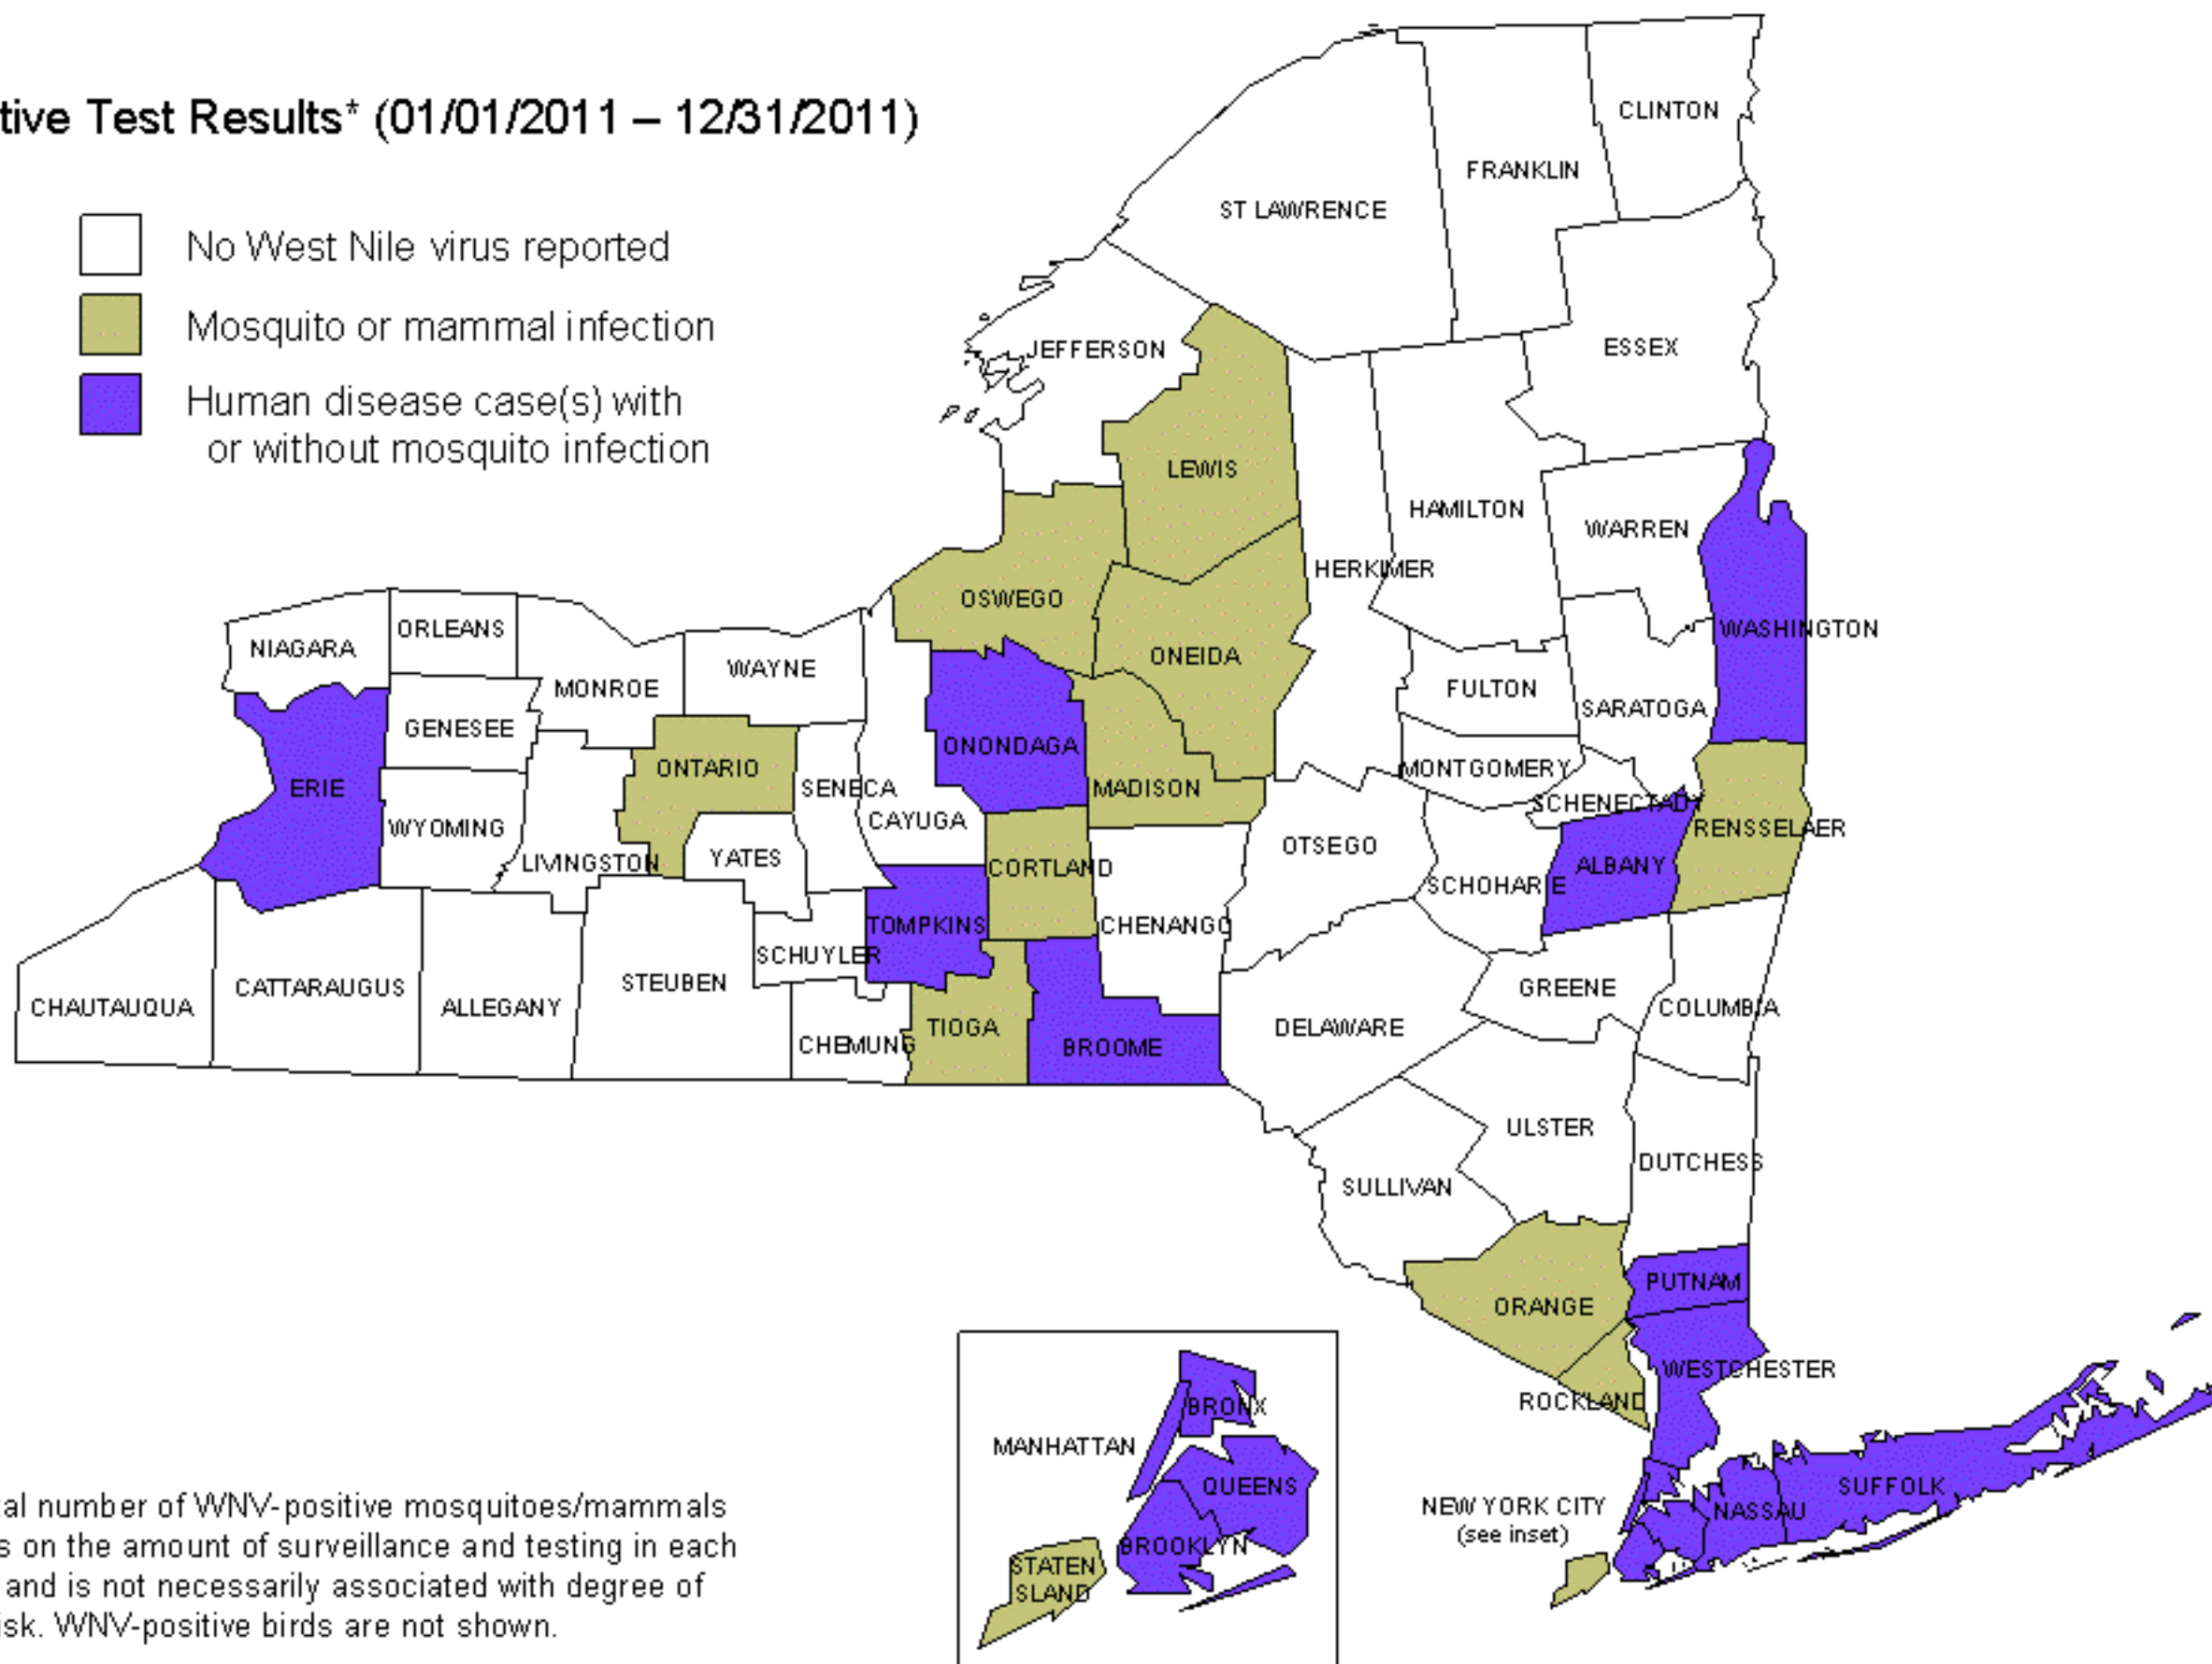 tive Test Results* (01/01/2011 – 12/31/2011)
No West Nile virus reported
Mosquito or mammal infection
Human disease case(s) with
or without mosquito infection
CLINTON
FRANKLIN
ST LAWRENCE
JEFFERSON
ESSEX
LEWIS
HAMILTON
WARREN
HERKIMER
OSWEGO
ORLEANS
NIAGARA
WASHINGTON
ONEIDA
WAYNE
MONROE
FULTON
SARATOGA
GENESEE
ONONDAGA
ONTARIO
MONTGOMERY
ERIE
SENECA
MADISON
SCHENECTADY
CAYUGA
WYOMING
RENSSELAER
OTSEGO
YATES
LIVINGSTON
CORTLAND
ALBANY
SCHOHARIE
TOMPKINS
CHENANGO
SCHUYLER
STEUBEN
CATTARAUGUS
GREENE
CHAUTAUQUA
ALLEGANY
COLUMBIA
TIOGA
DELAWARE
CHEMUNG
BROOME
ULSTER
DUTCHESS
SULLIVAN
PUTNAM
ORANGE
WESTCHESTER
ROCKLAND
BRONX
MANHATTAN
QUEENS
SUFFOLK
NEW YORK CITY
(see inset)
NASSAU
BROOKLYN
STATEN
SLAND
tal number of WNV-positive mosquitoes/mammals
s on the amount of surveillance and testing in each
and is not necessarily associated with degree of
isk. WNV-positive birds are not shown.